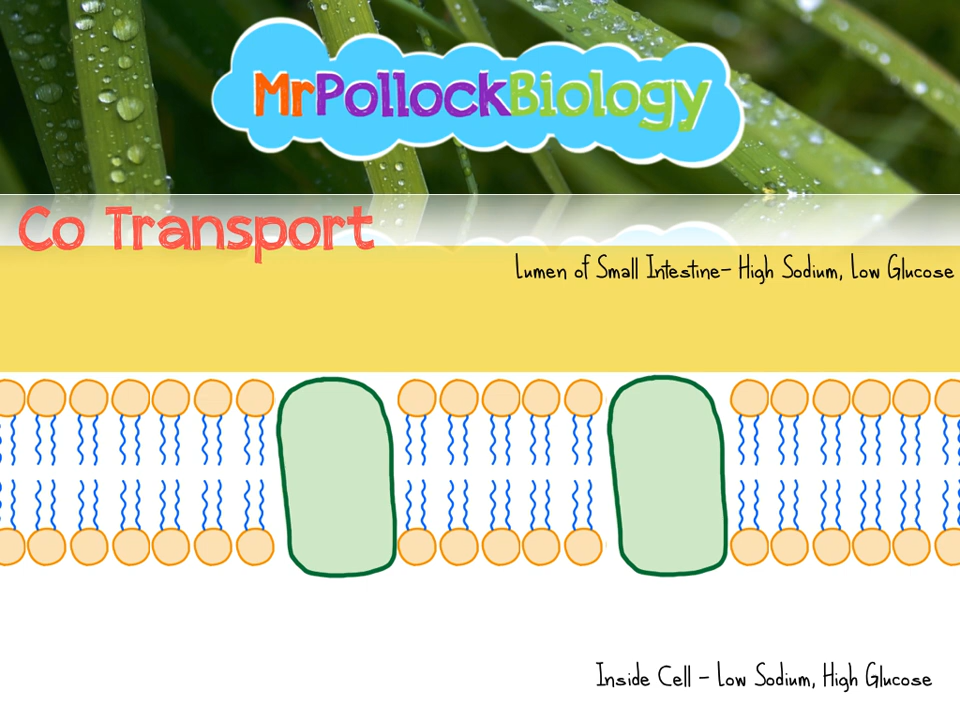 MrPollockBiology
Co Transport
Lumen of Small Intestine- High Sodium, Low Glucose
Inside Cell - Low Sodium, High Glucose